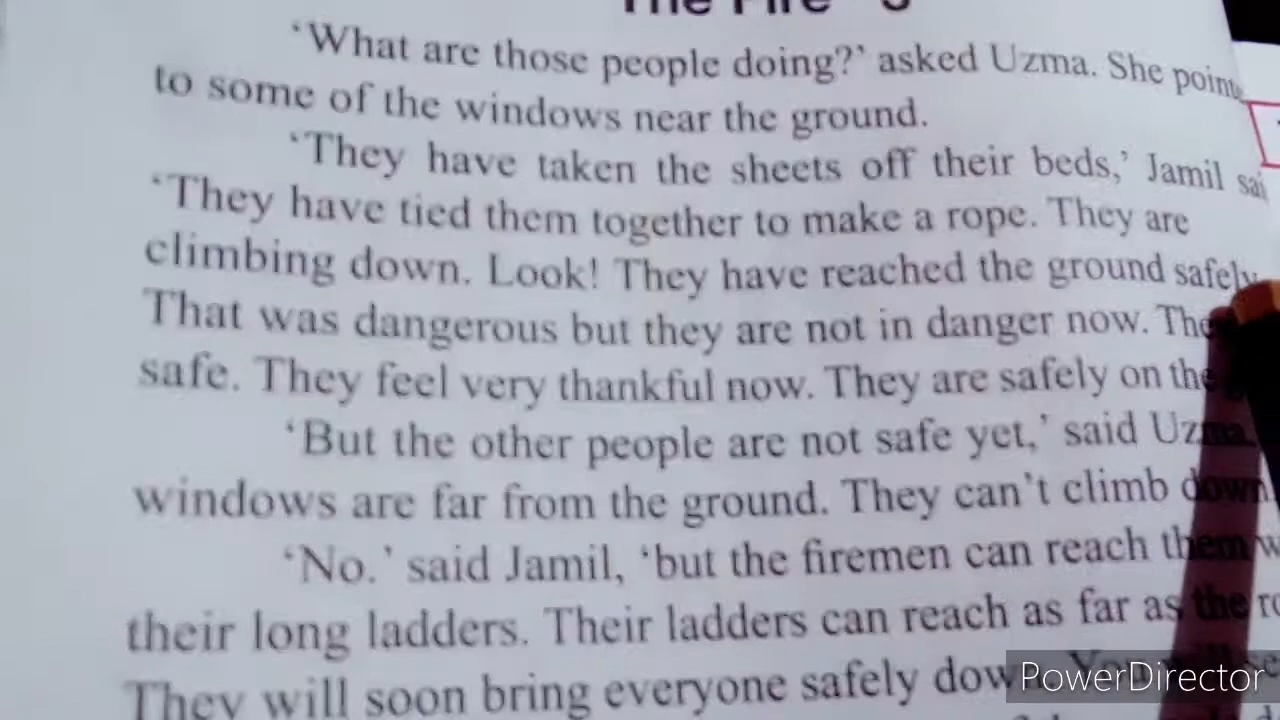 The Fire
'What are those people doing?' asked Uzma. She
to some of the windows near the ground.
'They have taken the sheets off their beds,' Jamil
'They have tied them together to make a rope. They are
climbing down. Look! They have reached the ground safely
That was dangerous but they are not in danger now.
safe. They feel very thankful now. They are safely on the
'But the other people are not safe yet,' said Uzma.
windows are far from the ground. They can't climb down.
'No.' said Jamil, 'but the firemen can reach them
their long ladders. Their ladders can reach as far as the
They will soon bring everyone safely down.
PowerDirector